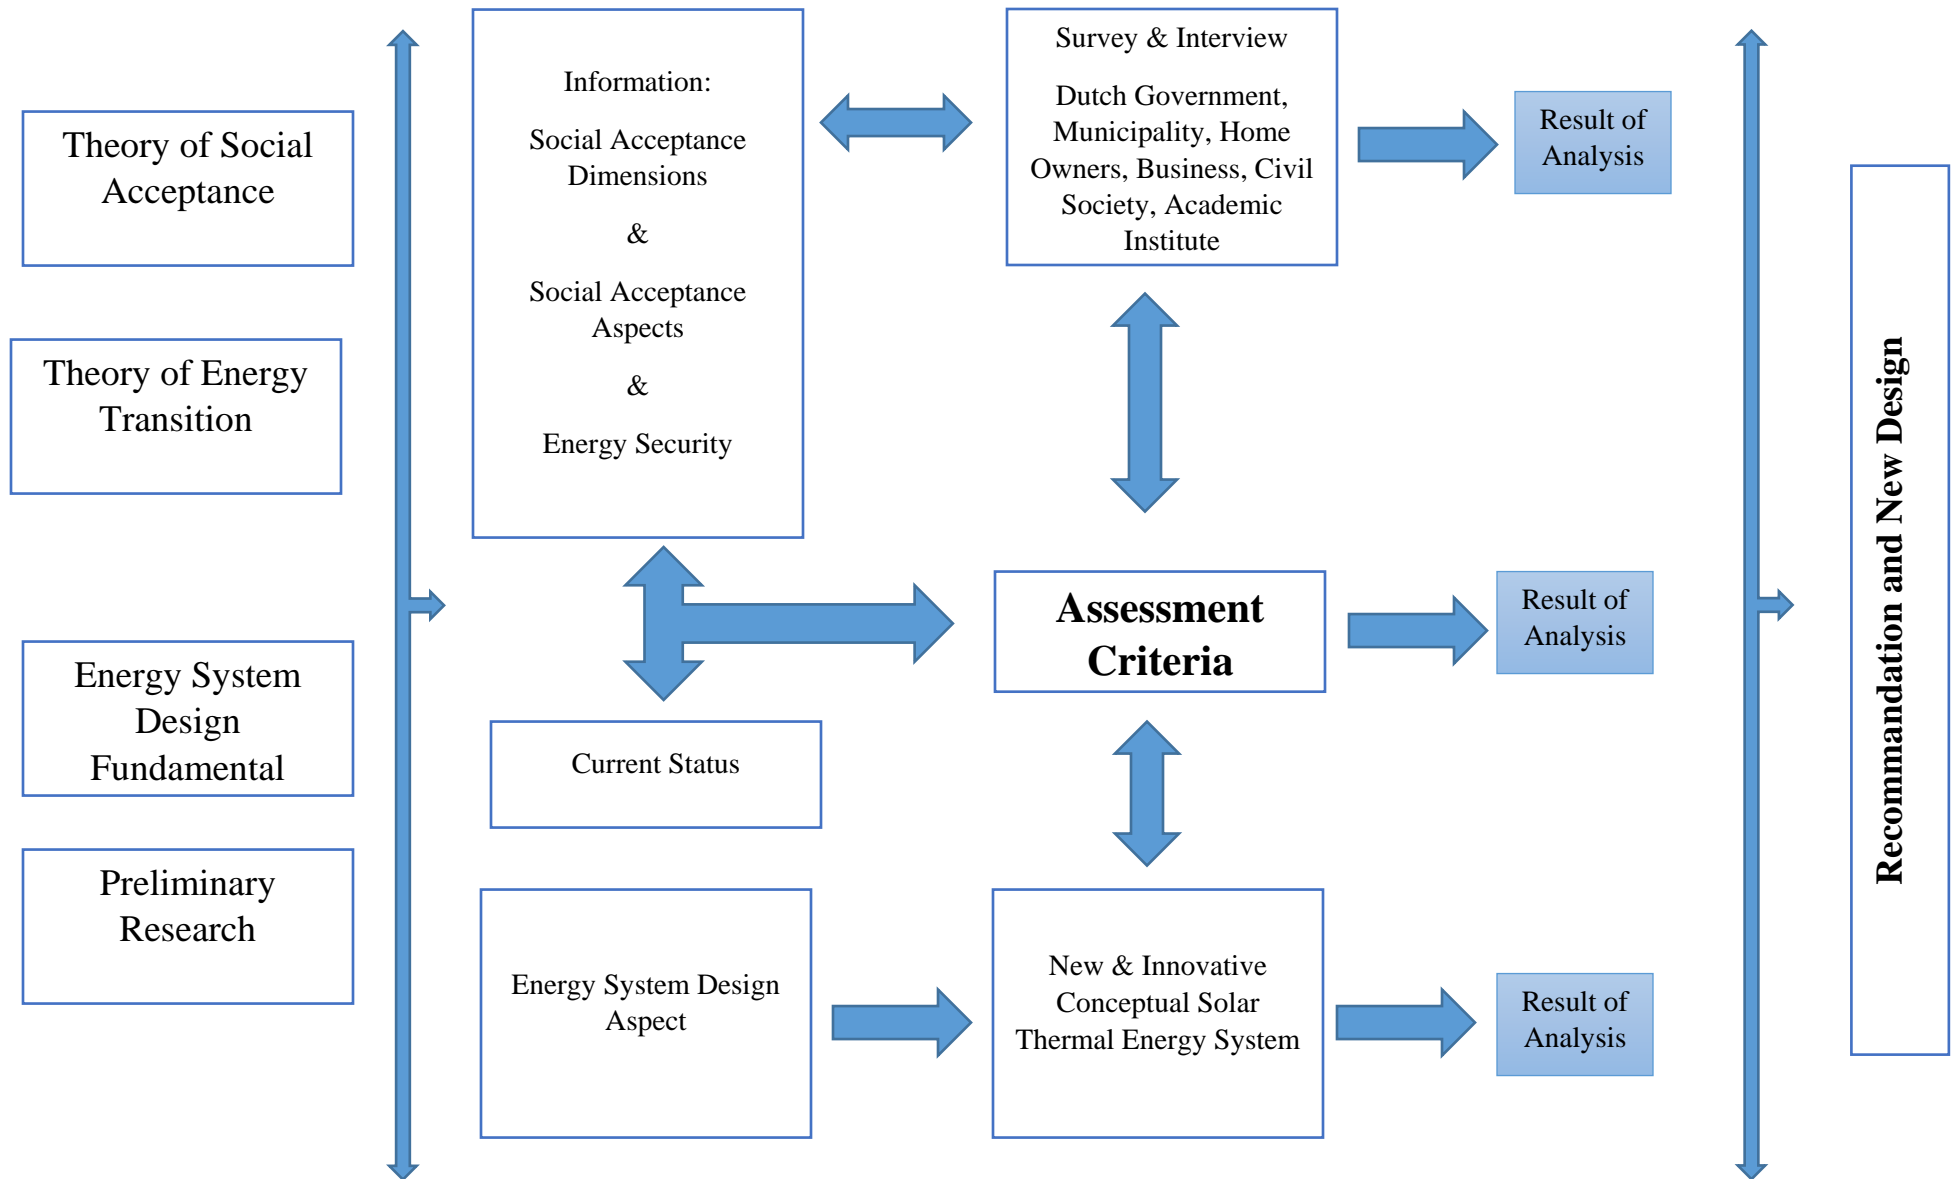 Theory of Social
Acceptance
Theory of Energy
Transition
Energy System
Design
Fundamental
Preliminary
Research
Information:
Social Acceptance
Dimensions
&
Social Acceptance
Aspects
&
Energy Security
Current Status
Energy System Design
Aspect
Survey & Interview
Dutch Government,
Municipality, Home
Owners, Business, Civil
Society, Academic
Institute
Assessment
Criteria
New & Innovative
Conceptual Solar
Thermal Energy System
Result of
Analysis
Result of
Analysis
Result of
Analysis
Recommandation and New Design